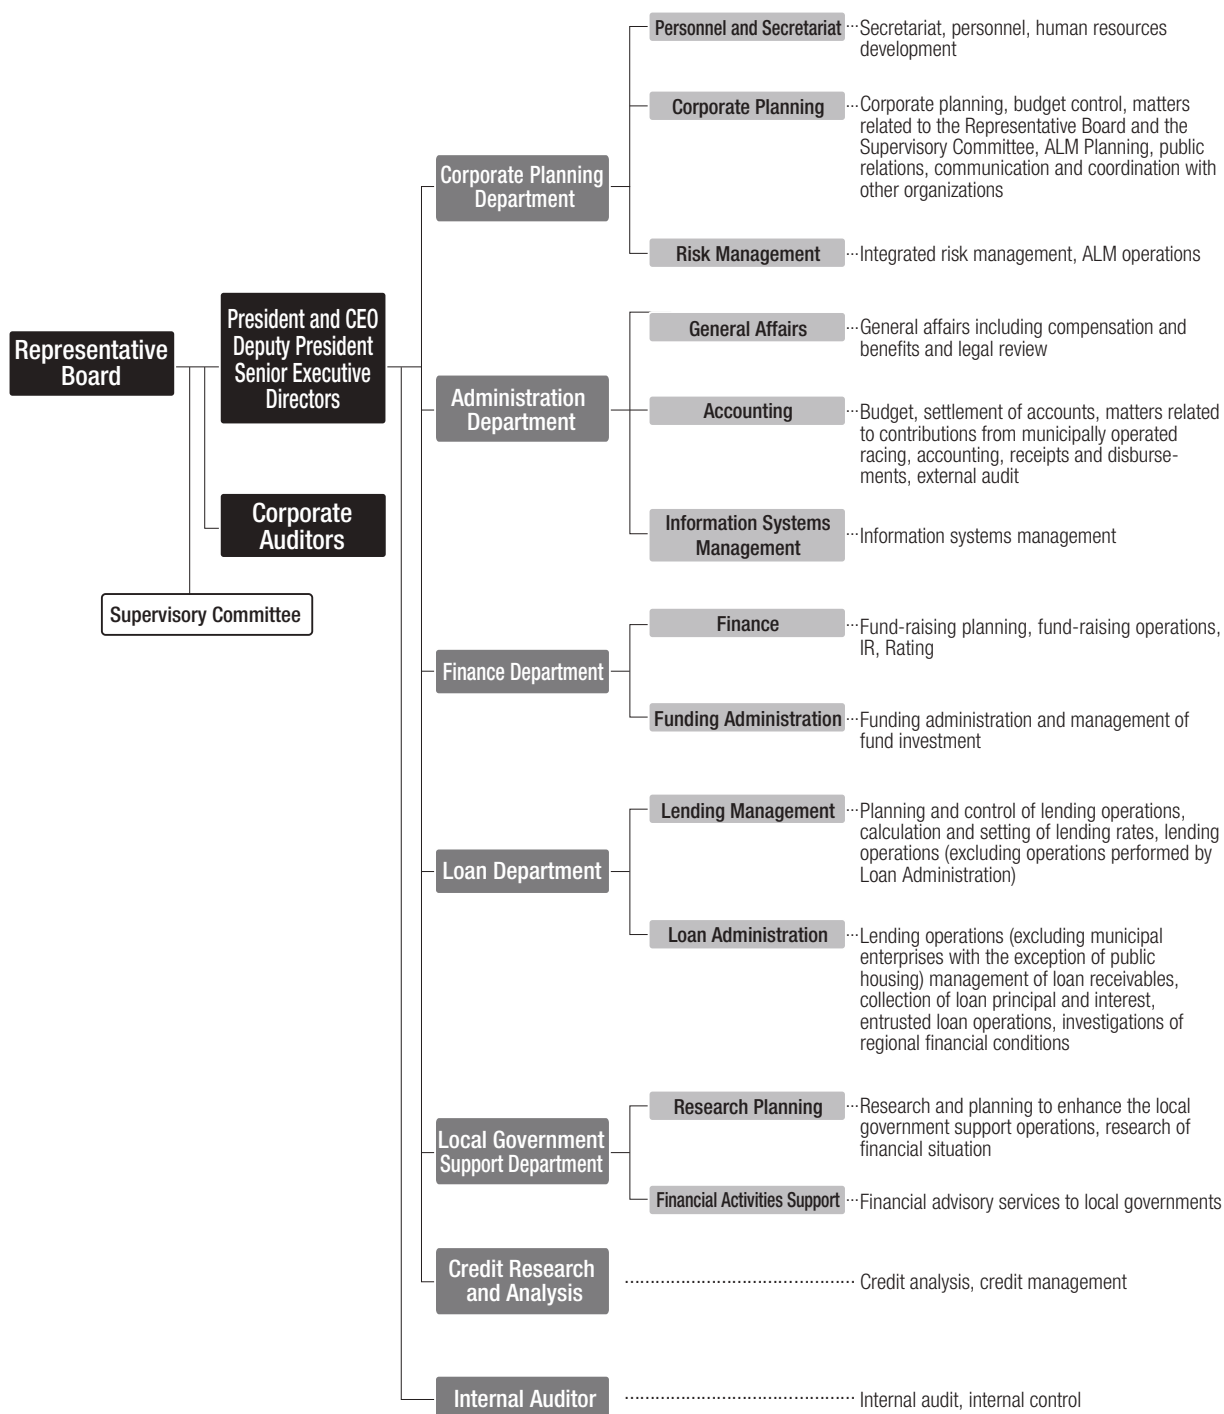 Representative
Board
President and CEO
Deputy President
Senior Executive
Directors
Corporate
Auditors
Supervisory Committee
Corporate Planning
Department
Personnel and Secretariat
Secretariat, personnel, human resources
development
Corporate Planning
Corporate planning, budget control, matters
related to the Representative Board and the
Supervisory Committee, ALM Planning, public
relations, communication and coordination with
other organizations
Risk Management
Integrated risk management, ALM operations
Administration
Department
General Affairs
General affairs including compensation and
benefits and legal review
Accounting
Budget, settlement of accounts, matters related
to contributions from municipally operated
racing, accounting, receipts and disburse-
ments, external audit
Information Systems
Management
Information systems management
Finance Department
Finance
Fund-raising planning, fund-raising operations,
IR, Rating
Funding Administration
Funding administration and management of
fund investment
Loan Department
Lending Management
Planning and control of lending operations,
calculation and setting of lending rates, lending
operations (excluding operations performed by
Loan Administration)
Loan Administration
Lending operations (excluding municipal
enterprises with the exception of public
housing) management of loan receivables,
collection of loan principal and interest,
entrusted loan operations, investigations of
regional financial conditions
Local Government
Support Department
Research Planning
Research and planning to enhance the local
government support operations, research of
financial situation
Financial Activities Support
Financial advisory services to local governments
Credit Research
and Analysis
Credit analysis, credit management
Internal Auditor
Internal audit, internal control